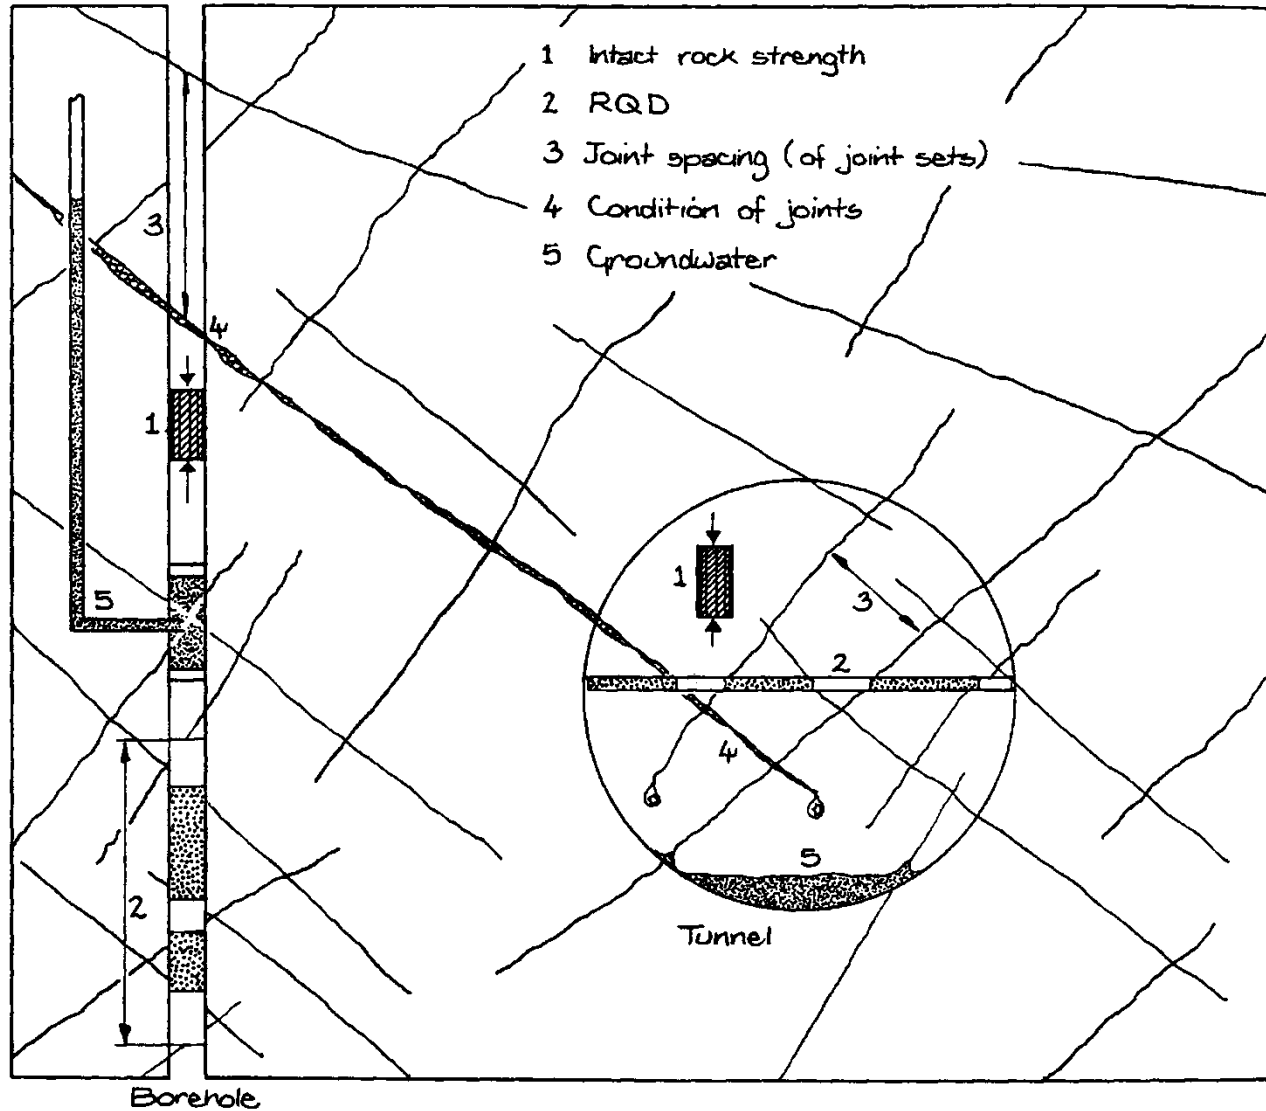 1 Intact rock strength
2 RQD
3 Joint spacing (of joint sets)
4 Condition of joints
5 Groundwater
3
4
1
5
2
Borehole
1
3
2
4
5
Tunnel